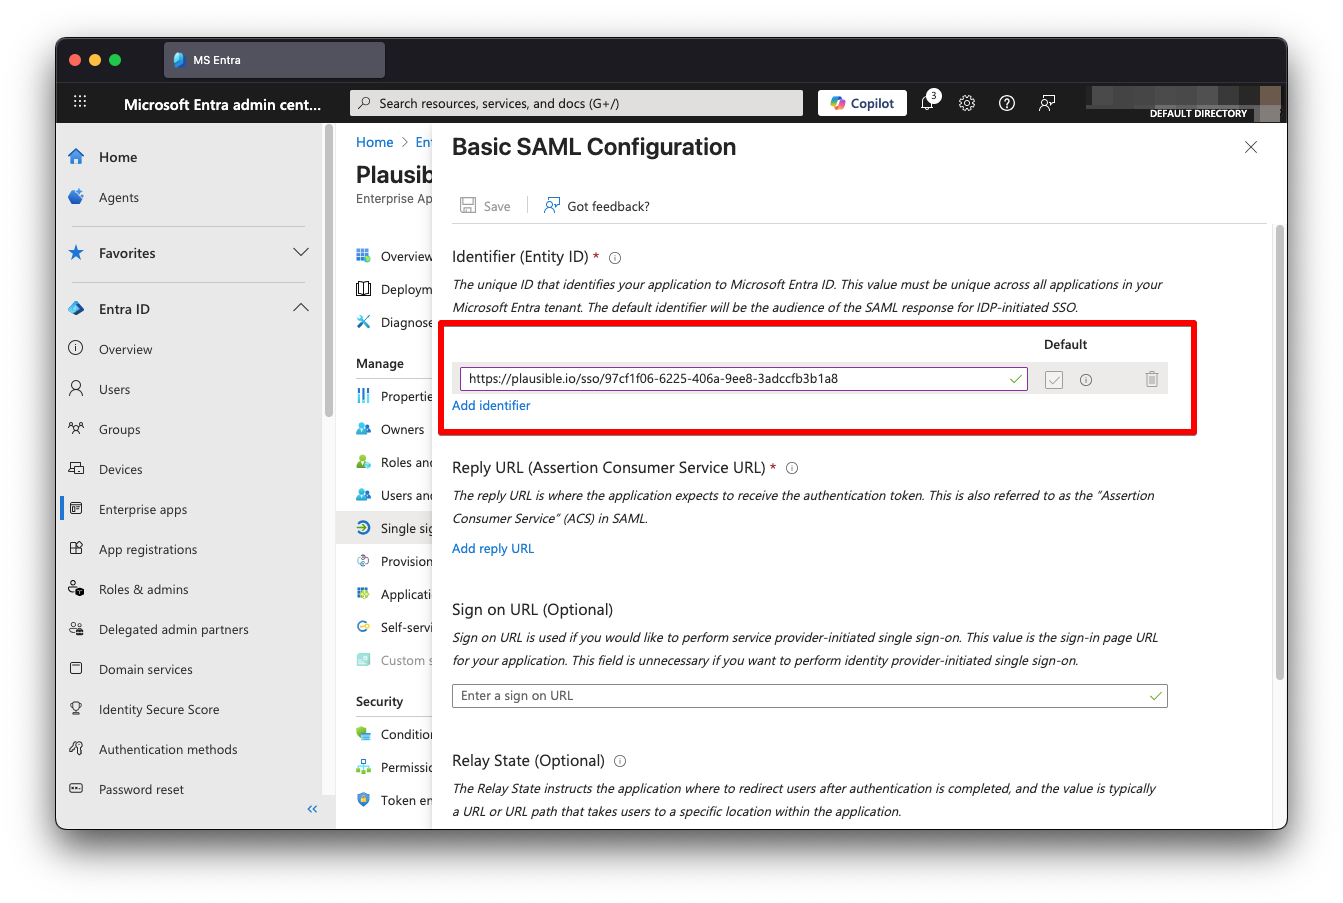 MS Entra
Microsoft Entra admin cent...
Search resources, services, and docs (G+/)
Copilot
3
DEFAULT DIRECTORY
Home
Agents
Favorites
Entra ID
Overview
Users
Groups
Devices
Enterprise apps
App registrations
Roles & admins
Delegated admin partners
Domain services
Identity Secure Score
Authentication methods
Password reset
Home > Ent
Plausib
Enterprise Ap
Overview
Deploym
Diagnose
Manage
Propertie
Owners
Roles and
Users and
Single sig
Provision
Applicati
Self-servi
Custom s
Security
Condition
Permissic
Token en
Basic SAML Configuration
Save
Got feedback?
Identifier (Entity ID) *
The unique ID that identifies your application to Microsoft Entra ID. This value must be unique across all applications in your
Microsoft Entra tenant. The default identifier will be the audience of the SAML response for IDP-initiated SSO.
Default
https://plausible.io/sso/97cf1f06-6225-406a-9ee8-3adccfb3b1a8
Add identifier
Reply URL (Assertion Consumer Service URL) *
The reply URL is where the application expects to receive the authentication token. This is also referred to as the "Assertion
Consumer Service" (ACS) in SAML.
Add reply URL
Sign on URL (Optional)
Sign on URL is used if you would like to perform service provider-initiated single sign-on. This value is the sign-in page URL
for your application. This field is unnecessary if you want to perform identity provider-initiated single sign-on.
Enter a sign on URL
Relay State (Optional)
The Relay State instructs the application where to redirect users after authentication is completed, and the value is typically
a URL or URL path that takes users to a specific location within the application.